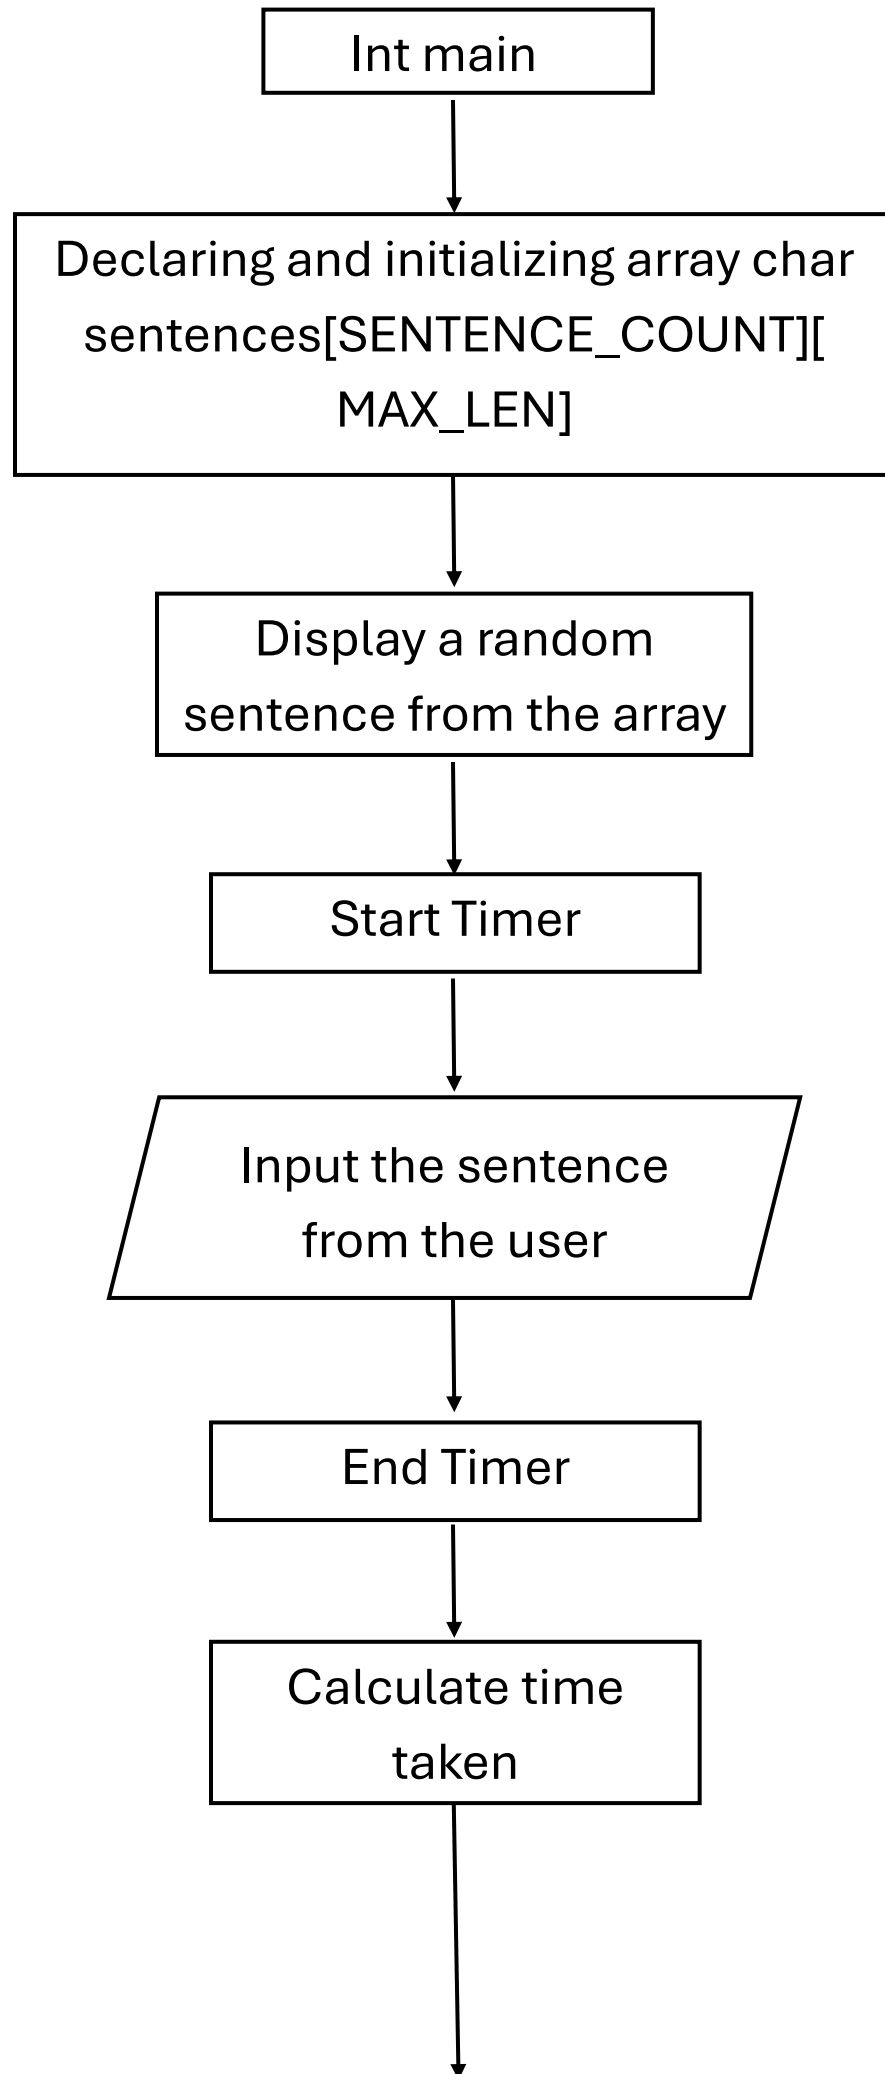 Int main
Declaring and initializing array char
sentences[SENTENCE_COUNT][
MAX_LEN]
Display a random
sentence from the array
Start Timer
Input the sentence
from the user
End Timer
Calculate time
taken